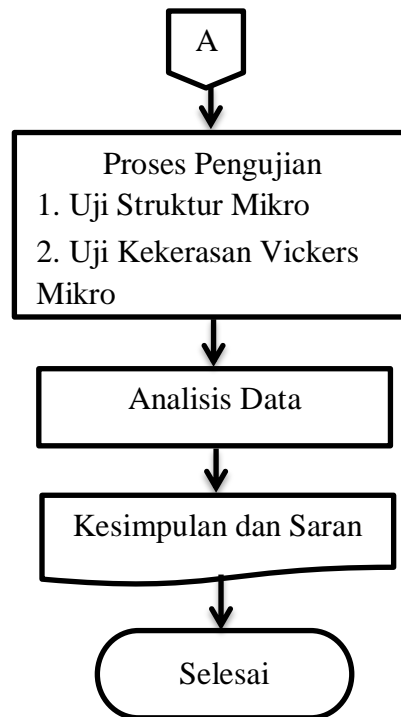 A
Proses Pengujian
1. Uji Struktur Mikro
2. Uji Kekerasan Vickers
Mikro
Analisis Data
Kesimpulan dan Saran
Selesai